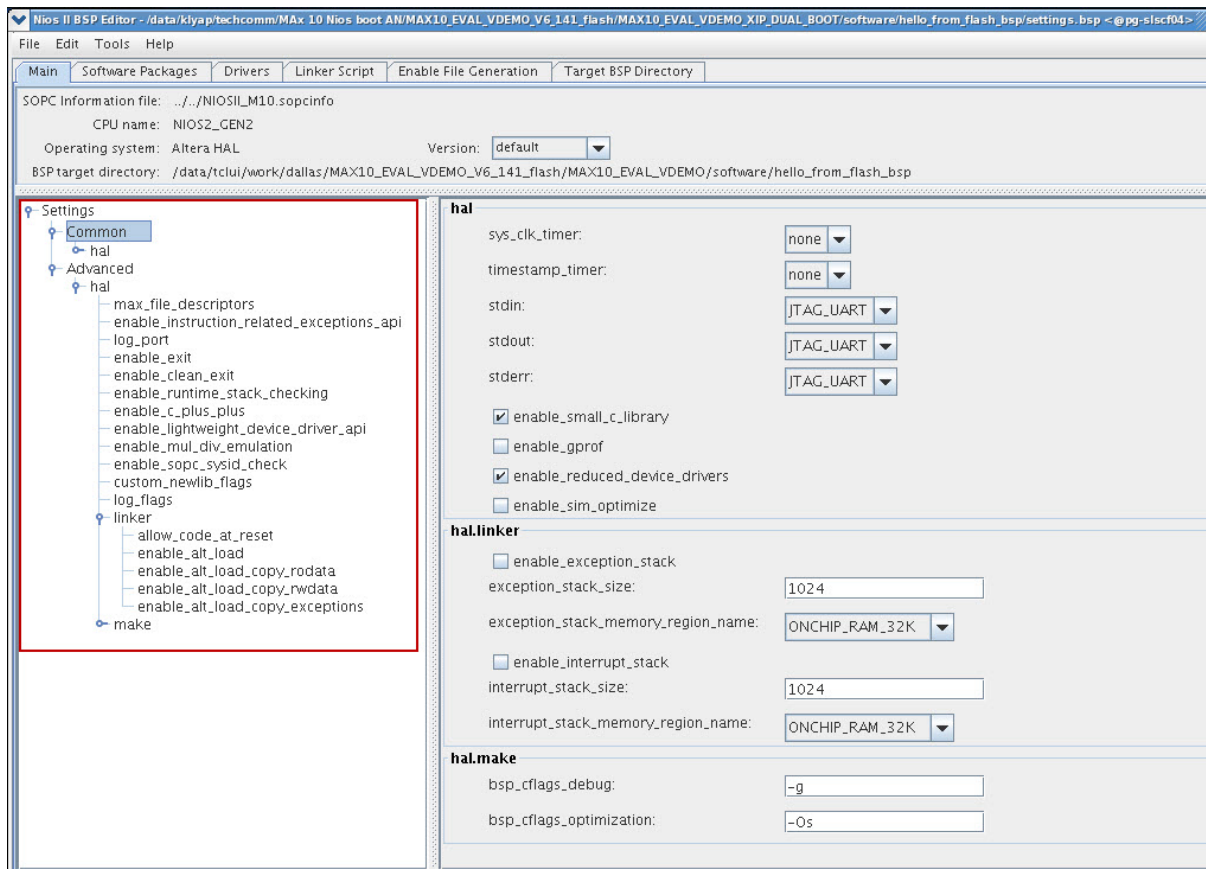 Nios II BSP Editor - /data/klyap/techcomm/MAx 10 Nios boot AN/MAX10_EVAL_VDEMO_V6_141_flash/MAX10_EVAL_VDEMO_XIP_DUAL_BOOT/software/hello_from_flash_bsp/settings.bsp <@pg-slscf04>
File Edit Tools Help
Main Software Packages Drivers Linker Script Enable File Generation Target BSP Directory
SOPC Information file: ../../NIOSII_M10.sopcinfo
CPU name: NIOS2_GEN2
Operating system: Altera HAL Version: default
BSP target directory: /data/tclui/work/dallas/MAX10_EVAL_VDEMO_V6_141_flash/MAX10_EVAL_VDEMO/software/hello_from_flash_bsp
Settings
Common
hal
Advanced
hal
max_file_descriptors
enable_instruction_related_exceptions_api
log_port
enable_exit
enable_clean_exit
enable_runtime_stack_checking
enable_c_plus_plus
enable_lightweight_device_driver_api
enable_mul_div_emulation
enable_sopc_sysid_check
custom_newlib_flags
log_flags
linker
allow_code_at_reset
enable_alt_load
enable_alt_load_copy_rodata
enable_alt_load_copy_rwdata
enable_alt_load_copy_exceptions
make
hal
sys_clk_timer: none
timestamp_timer: none
stdin: JTAG_UART
stdout: JTAG_UART
stderr: JTAG_UART
enable_small_c_library
enable_gprof
enable_reduced_device_drivers
enable_sim_optimize
hal.linker
enable_exception_stack
exception_stack_size: 1024
exception_stack_memory_region_name: ONCHIP_RAM_32K
enable_interrupt_stack
interrupt_stack_size: 1024
interrupt_stack_memory_region_name: ONCHIP_RAM_32K
hal.make
bsp_cflags_debug: -g
bsp_cflags_optimization: -Os